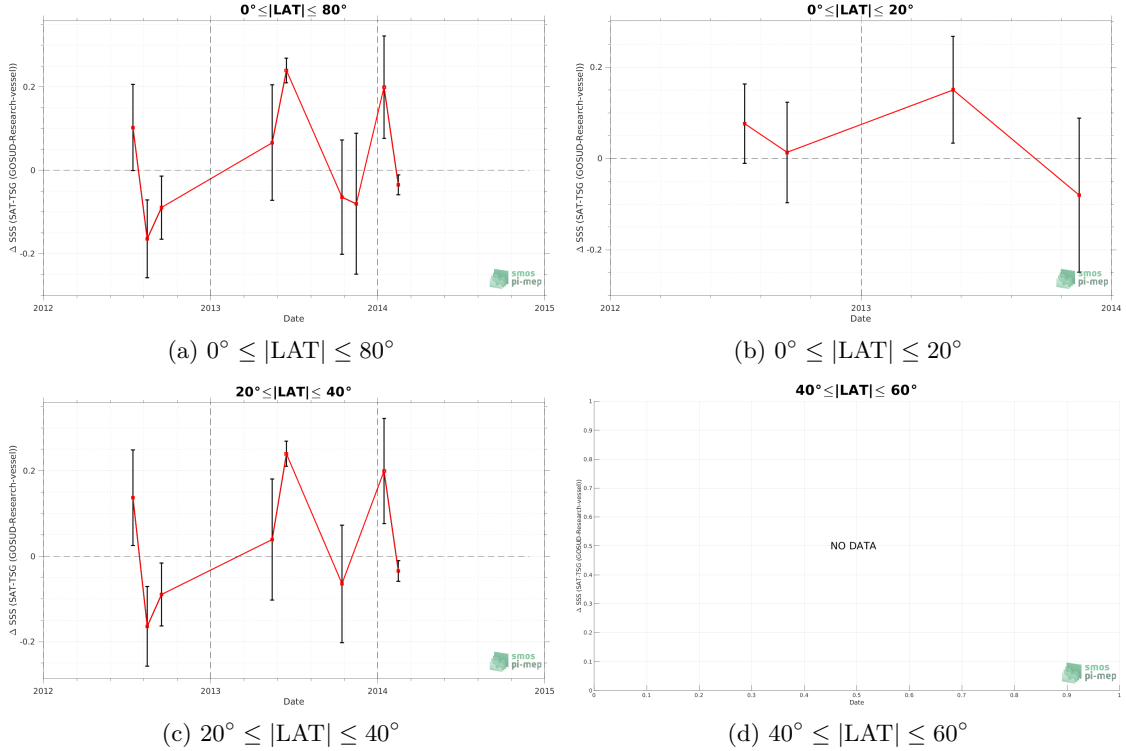 0°≤|LAT|≤ 80°
Δ SSS (SAT-TSG (GOSUD-Research-vessel))
0.2
0
-0.2
2012
2013
2014
2015
Date
smos
pi-mep
(a) 0° ≤ |LAT| ≤ 80°
0°≤|LAT|≤ 20°
Δ SSS (SAT-TSG (GOSUD-Research-vessel))
0.2
0
-0.2
2012
2013
2014
Date
smos
pi-mep
(b) 0° ≤ |LAT| ≤ 20°
20°≤|LAT|≤ 40°
Δ SSS (SAT-TSG (GOSUD-Research-vessel))
0.2
0
-0.2
2012
2013
2014
2015
Date
smos
pi-mep
(c) 20° ≤ |LAT| ≤ 40°
40°≤|LAT|≤ 60°
Δ SSS (SAT-TSG (GOSUD-Research-vessel))
1
0.9
0.8
0.7
0.6
0.5
0.4
0.3
0.2
0.1
0
NO DATA
0
0.1
0.2
0.3
0.4
0.5
0.6
0.7
0.8
0.9
1
Date
smos
pi-mep
(d) 40° ≤ |LAT| ≤ 60°